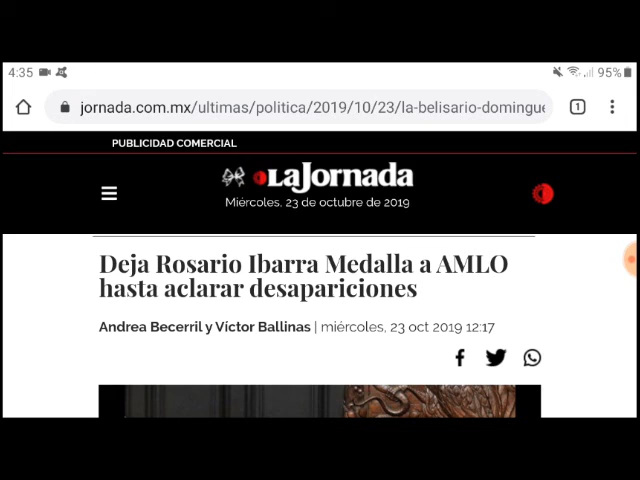 4:35
95%
jornada.com.mx/ultimas/politica/2019/10/23/la-belisario-domingue
1
PUBLICIDAD COMERCIAL
LaJornada
Miércoles, 23 de octubre de 2019
Deja Rosario Ibarra Medalla a AMLO
hasta aclarar desapariciones
Andrea Becerril y Víctor Ballinas | miércoles, 23 oct 2019 12:17